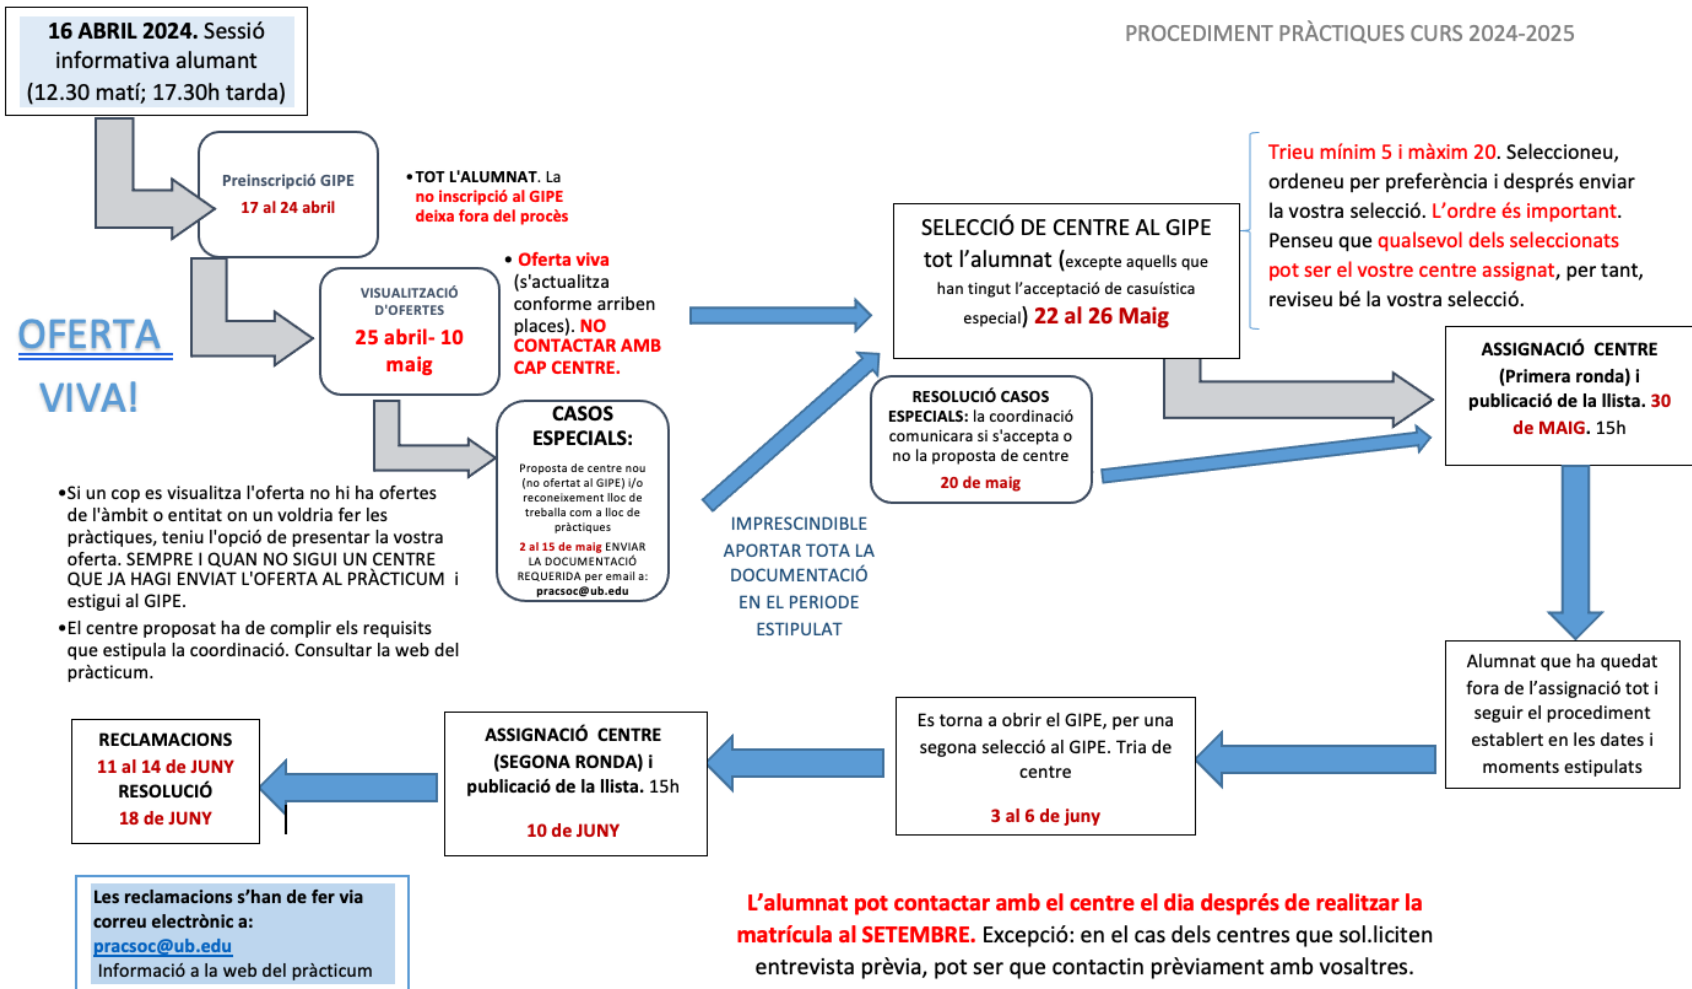 16 ABRIL 2024. Sessió
informativa alumant
(12.30 matí; 17.30h tarda)
PROCEDIMENT PRÀCTIQUES CURS 2024-2025
Preinscripció GIPE
17 al 24 abril
•TOT L'ALUMNAT. La
no inscripció al GIPE
deixa fora del procès
VISUALITZACIÓ
D'OFERTES
25 abril- 10
maig
• Oferta viva
(s'actualitza
conforme arriben
places). NO
CONTACTAR AMB
CAP CENTRE.
OFERTA
VIVA!
CASOS
ESPECIALS:
Proposta de centre nou
(no ofertat al GIPE) i/o
reconeixement lloc de
treballa com a lloc de
pràctiques
2 al 15 de maig ENVIAR
LA DOCUMENTACIÓ
REQUERIDA per email a:
pracsoc@ub.edu
•Si un cop es visualitza l'oferta no hi ha ofertes
de l'àmbit o entitat on un voldria fer les
pràctiques, teniu l'opció de presentar la vostra
oferta. SEMPRE I QUAN NO SIGUI UN CENTRE
QUE JA HAGI ENVIAT L'OFERTA AL PRÀCTICUM i
estigui al GIPE.
•El centre proposat ha de complir els requisits
que estipula la coordinació. Consultar la web del
pràcticum.
IMPRESCINDIBLE
APORTAR TOTA LA
DOCUMENTACIÓ
EN EL PERIODE
ESTIPULAT
SELECCIÓ DE CENTRE AL GIPE
tot l'alumnat (excepte aquells que
han tingut l'acceptació de casuística
especial) 22 al 26 Maig
Trieu mínim 5 i màxim 20. Seleccioneu,
ordeneu per preferència i després enviar
la vostra selecció. L'ordre és important.
Penseu que qualsevol dels seleccionats
pot ser el vostre centre assignat, per tant,
reviseu bé la vostra selecció.
RESOLUCIÓ CASOS
ESPECIALS: la coordinació
comunicara si s'accepta o
no la proposta de centre
20 de maig
ASSIGNACIÓ CENTRE
(Primera ronda) i
publicació de la llista. 30
de MAIG. 15h
Alumnat que ha quedat
fora de l'assignació tot i
seguir el procediment
establert en les dates i
moments estipulats
Es torna a obrir el GIPE, per una
segona selecció al GIPE. Tria de
centre
3 al 6 de juny
ASSIGNACIÓ CENTRE
(SEGONA RONDA) i
publicació de la llista. 15h
10 de JUNY
RECLAMACIONS
11 al 14 de JUNY
RESOLUCIÓ
18 de JUNY
Les reclamacions s'han de fer via
correu electrònic a:
pracsoc@ub.edu
Informació a la web del pràcticum
L'alumnat pot contactar amb el centre el dia després de realitzar la
matrícula al SETEMBRE. Excepció: en el cas dels centres que sol.liciten
entrevista prèvia, pot ser que contactin prèviament amb vosaltres.